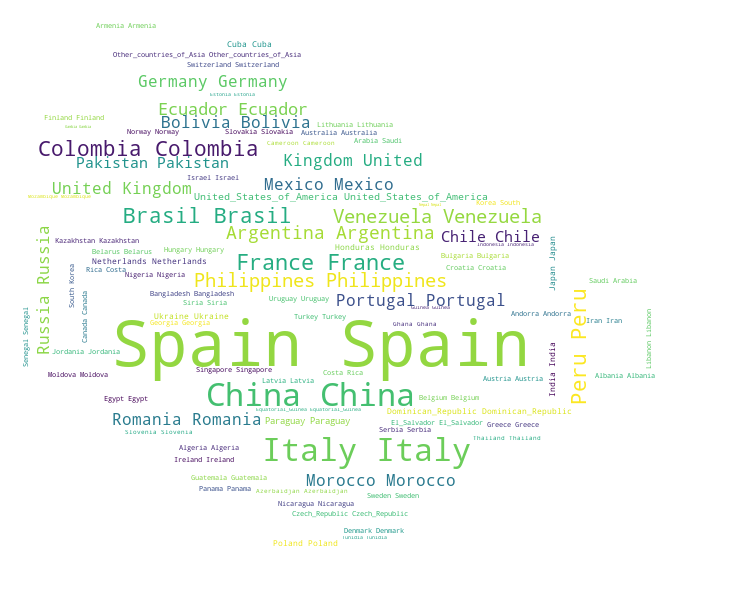 Armenia Armenia
Cuba Cuba
Other_countries_of_Asia Other_countries_of_Asia
Switzerland Switzerland
Germany Germany
Estonia Estonia
Ecuador Ecuador
Finland Finland
Bolivia Bolivia
Lithuania Lithuania
Norway Norway
Slovakia Slovakia
Australia Australia
Colombia Colombia
Cameroon Cameroon
Arabia Saudi
Pakistan Pakistan
Kingdom United
Israel Israel
United Kingdom
Mexico Mexico
United_States_of_America United_States_of_America
Korea South
Brasil Brasil
Venezuela Venezuela
Argentina Argentina
Chile Chile
Kazakhstan Kazakhstan
Indonesia Indonesia
Honduras Honduras
Belarus Belarus
Hungary Hungary
Bulgaria Bulgaria
Netherlands Netherlands
France France
Rica Costa
Croatia Croatia
Japan Japan
Russia Russia
South Korea
Nigeria Nigeria
Philippines Philippines
Saudi Arabia
Bangladesh Bangladesh
Siria Siria
Uruguay Uruguay
Portugal Portugal
Guinea Guinea
Canada Canada
Ukraine Ukraine
Turkey Turkey
Andorra Andorra
Georgia Georgia
Ghana Ghana
Iran Iran
Peru Peru
Senegal Senegal
Lebanon Lebanon
Spain Spain
Jordania Jordania
Singapore Singapore
Costa Rica
Moldova Moldova
Latvia Latvia
Austria Austria
India India
Albania Albania
China China
Egypt Egypt
Belgium Belgium
Equatorial_Guinea Equatorial_Guinea
Dominican_Republic Dominican_Republic
Romania Romania
Paraguay Paraguay
El_Salvador El_Salvador
Greece Greece
Slovenia Slovenia
Serbia Serbia
Thailand Thailand
Algeria Algeria
Italy Italy
Ireland Ireland
Guatemala Guatemala
Morocco Morocco
Panama Panama
Azerbaidjan Azerbaidjan
Sweden Sweden
Nicaragua Nicaragua
Czech_Republic Czech_Republic
Denmark Denmark
Tunisia Tunisia
Poland Poland